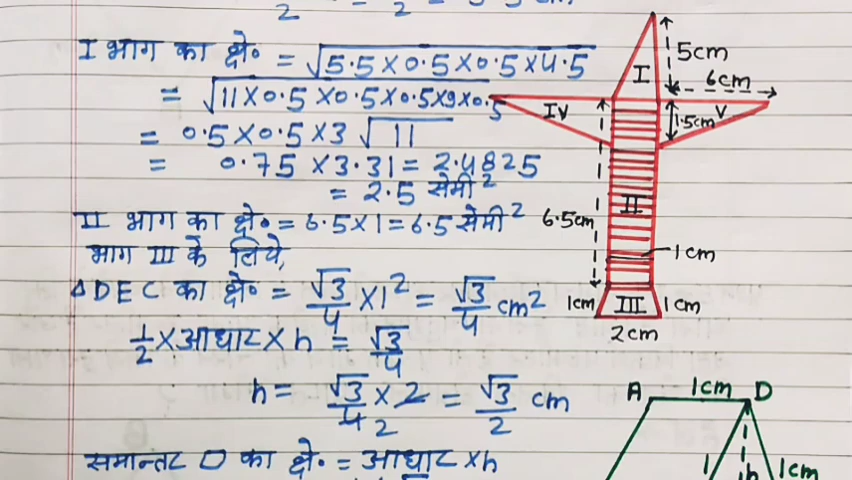 2 2
I भाग का क्षे॰ = √5.5×0.5×0.5×4.5
= √11×0.5×0.5×0.5×9×0.5
= 0.5×0.5×3√11
= 0.75×3.31=2.4825
= 2.5 सेमी²
II भाग का क्षे॰ = 6.5×1=6.5 सेमी²
भाग III के लिये,
ΔDEC का क्षे॰ = √3/4 ×1² = √3/4 cm²
1/2 ×आधार×h = √3/4
h = √3/4 2 ×2 = √3/2 cm
समान्तर ▱ का क्षे॰ = आधार×h
5cm
I
6cm
IV
V
1.5cm
6.5cm
II
1cm
1cm
III
1cm
2cm
A
1cm
D
1
h
1cm